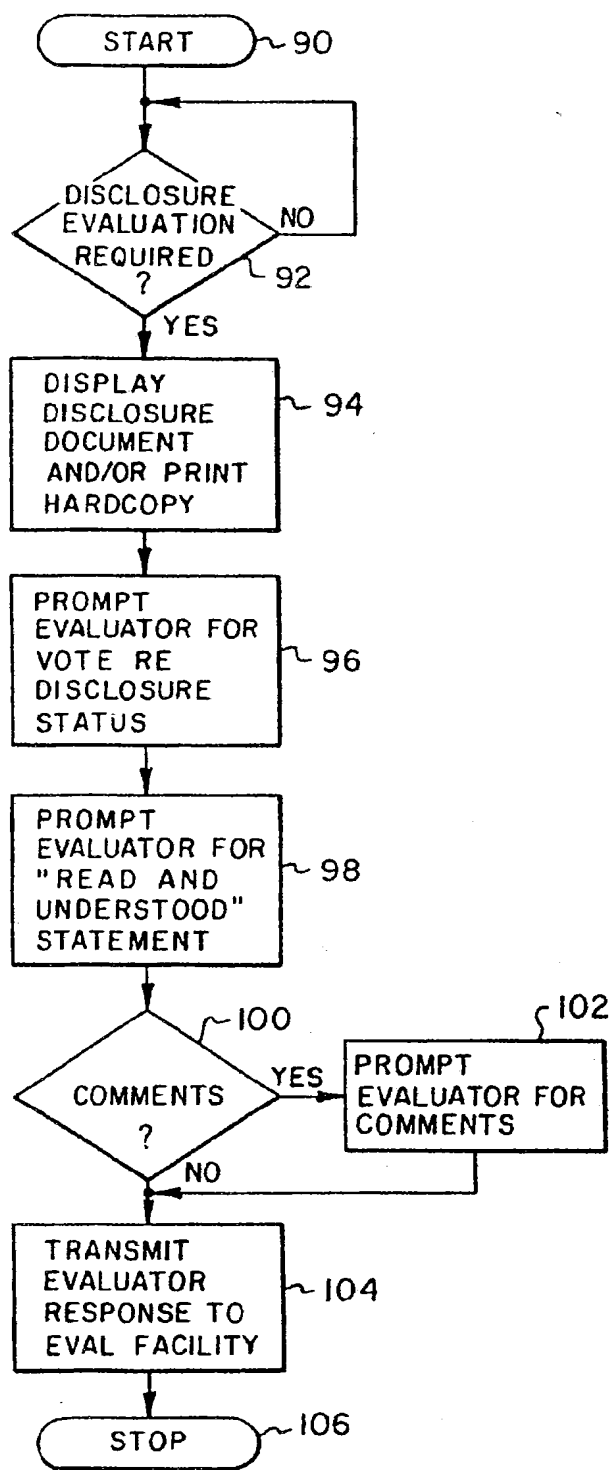 START
90
DISCLOSURE
EVALUATION
REQUIRED
?
NO
92
YES
DISPLAY
DISCLOSURE
DOCUMENT
AND/OR PRINT
HARDCOPY
94
PROMPT
EVALUATOR FOR
VOTE RE
DISCLOSURE
STATUS
96
PROMPT
EVALUATOR FOR
"READ AND
UNDERSTOOD"
STATEMENT
98
100
COMMENTS
?
YES
NO
102
PROMPT
EVALUATOR FOR
COMMENTS
TRANSMIT
EVALUATOR
RESPONSE TO
EVAL FACILITY
104
STOP
106